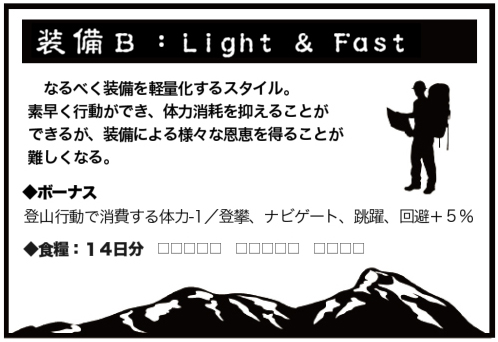 装備B：Light & Fast
なるべく装備を軽量化するスタイル。
素早く行動ができ、体力消耗を抑えることが
できるが、装備による様々な恩恵を得ることが
難しくなる。
◆ボーナス
登山行動で消費する体力-1／登攀、ナビゲート、跳躍、回避＋５％
◆食糧：１４日分 □□□□□ □□□□□ □□□□